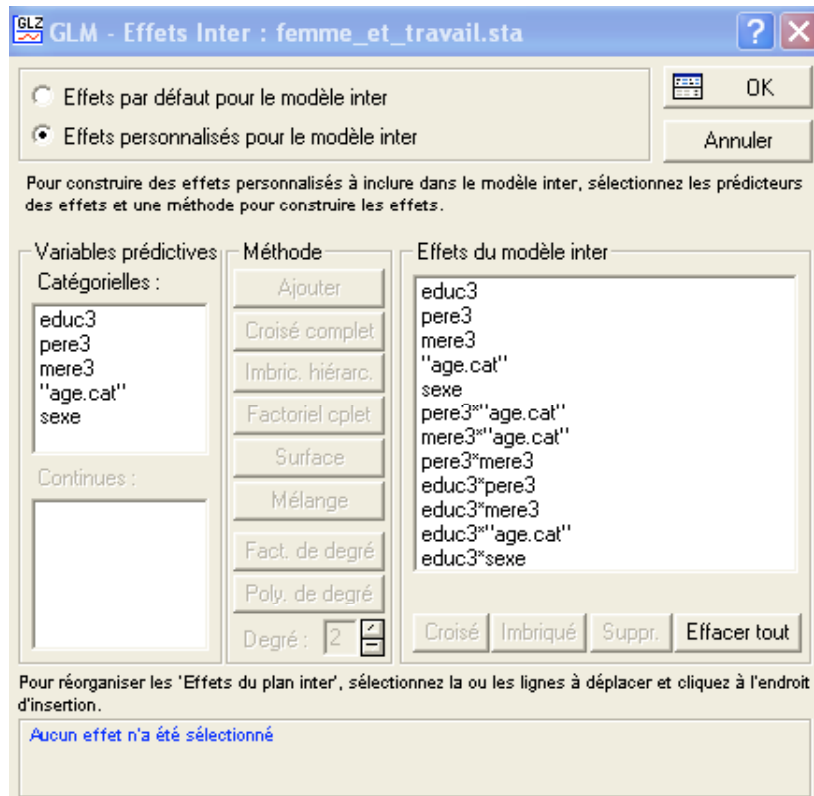 GLZ
GLM - Effets Inter : femme_et_travail.sta
Effets par défaut pour le modèle inter
Effets personnalisés pour le modèle inter
OK
Annuler
Pour construire des effets personnalisés à inclure dans le modèle inter, sélectionnez les prédicteurs
des effets et une méthode pour construire les effets.
Variables prédictives
Catégorielles :
educ3
pere3
mere3
"age.cat"
sexe
Continues :
Méthode
Ajouter
Croisé complet
Imbric. hiérarc.
Factoriel cplet
Surface
Mélange
Fact. de degré
Poly. de degré
Degré : 2
Effets du modèle inter
educ3
pere3
mere3
"age.cat"
sexe
pere3*"age.cat"
mere3*"age.cat"
pere3*mere3
educ3*pere3
educ3*mere3
educ3*"age.cat"
educ3*sexe
Croisé
Imbriqué
Suppr.
Effacer tout
Pour réorganiser les 'Effets du plan inter', sélectionnez la ou les lignes à déplacer et cliquez à l'endroit
d'insertion.
Aucun effet n'a été sélectionné